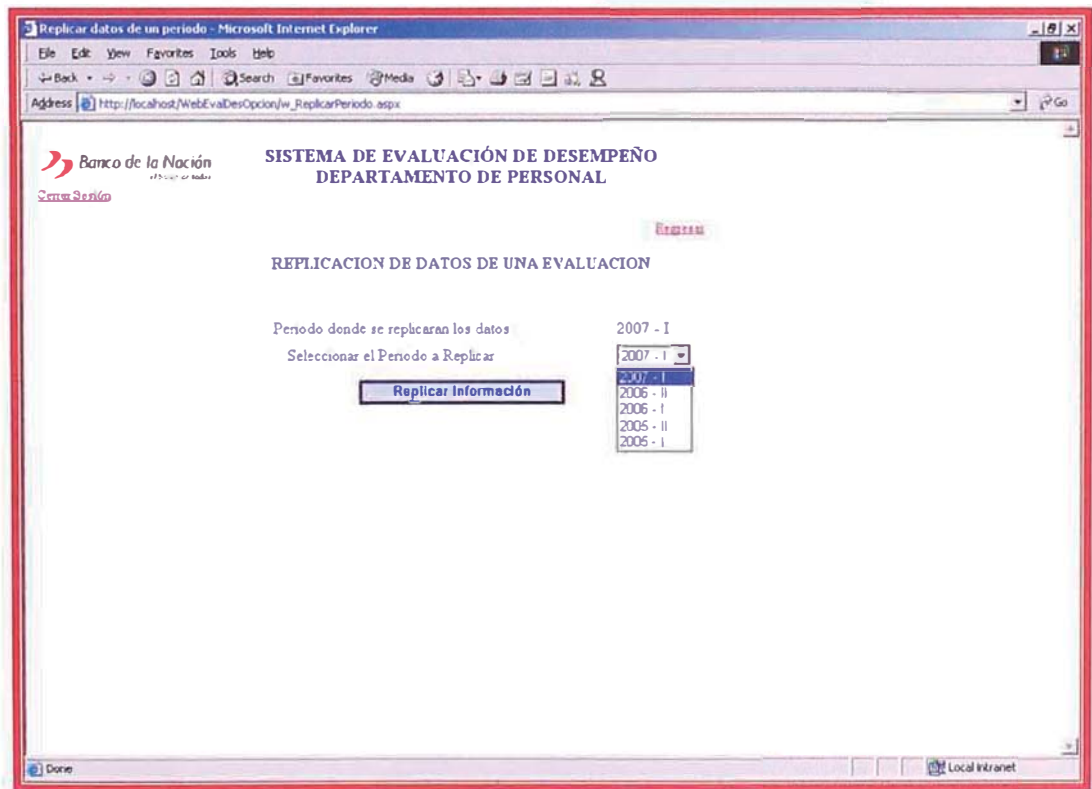 Replicar datos de un periodo - Microsoft Internet Explorer
File Edit View Favorites Tools Help
Back Search Favorites Media
Address http://localhost/WebEvaDesOpcion/w_ReplicarPeriodo.aspx Go
Banco de la Nación
SISTEMA DE EVALUACIÓN DE DESEMPEÑO
DEPARTAMENTO DE PERSONAL
Cerrar Sesión
Regresar
REPLICACION DE DATOS DE UNA EVALUACION
Periodo donde se replicaran los datos 2007 - I
Seleccionar el Periodo a Replicar 2007 - I
Replicar Información
2007 - I
2006 - II
2006 - I
2005 - II
2005 - I
Done Local intranet